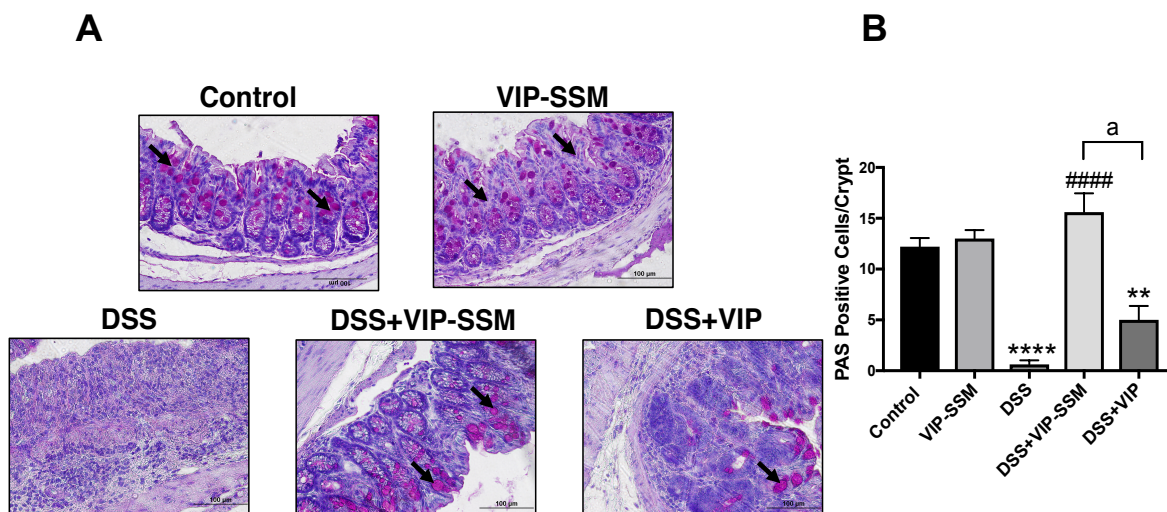 A
B
Control
VIP-SSM
100 µm
100 µm
DSS
DSS+VIP-SSM
DSS+VIP
100 µm
100 µm
100 µm
a
####
**
****
PAS Positive Cells/Crypt
20
15
10
5
0
Control
VIP-SSM
DSS
DSS+VIP-SSM
DSS+VIP